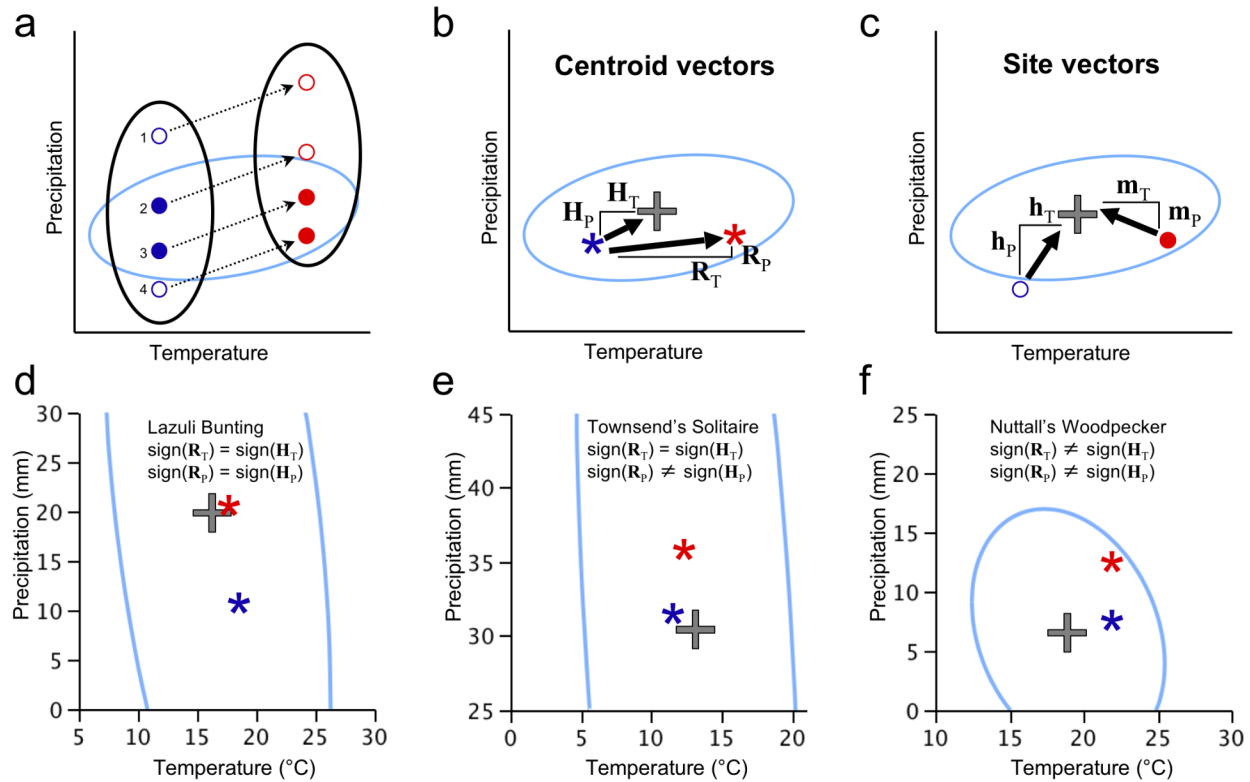 a
Precipitation
1
2
3
4
Temperature
b
Centroid vectors
Precipitation
H_T
H_P
R_P
R_T
Temperature
c
Site vectors
Precipitation
m_T
h_T
m_P
h_P
Temperature
d
Lazuli Bunting
sign(R_T) = sign(H_T)
sign(R_P) = sign(H_P)
Precipitation (mm)
30
25
20
15
10
5
0
5 10 15 20 25 30
Temperature (°C)
e
Townsend's Solitaire
sign(R_T) = sign(H_T)
sign(R_P) ≠ sign(H_P)
Precipitation (mm)
45
40
35
30
25
0 5 10 15 20
Temperature (°C)
f
Nuttall's Woodpecker
sign(R_T) ≠ sign(H_T)
sign(R_P) ≠ sign(H_P)
Precipitation (mm)
25
20
15
10
5
0
10 15 20 25 30
Temperature (°C)